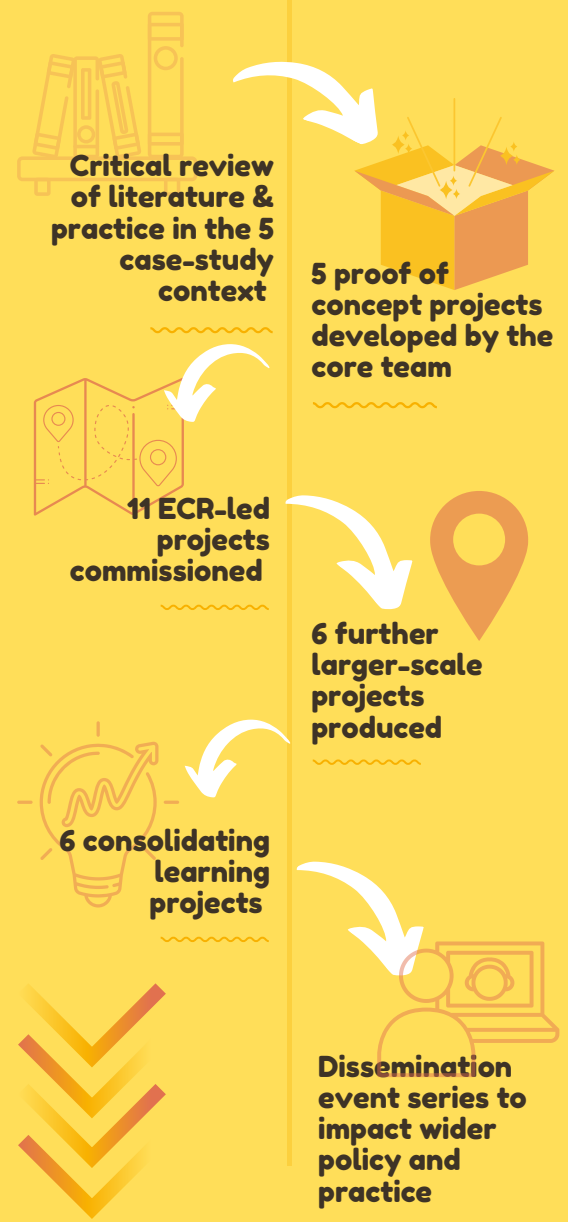 Critical review
of literature &
practice in the 5
case-study
context
5 proof of
concept projects
developed by the
core team
11 ECR-led
projects
commissioned
6 further
larger-scale
projects
produced
6 consolidating
learning
projects
Dissemination
event series to
impact wider
policy and
practice